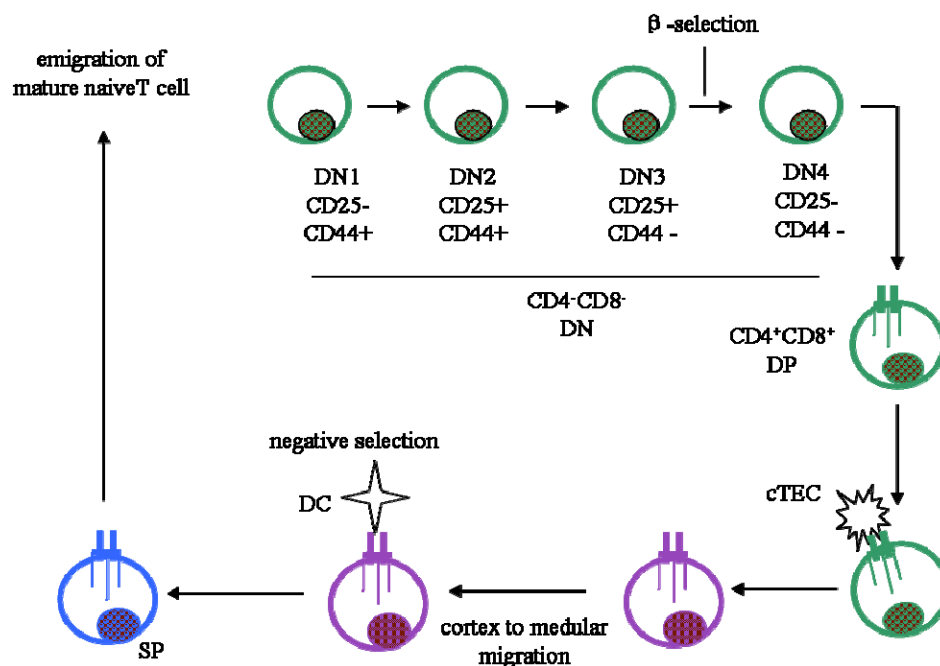 β -selection
emigration of
mature naiveT cell
DN1
CD25-
CD44+
DN2
CD25+
CD44+
DN3
CD25+
CD44 -
DN4
CD25-
CD44 -
CD4⁻CD8⁻
DN
CD4⁺CD8⁺
DP
cTEC
negative selection
DC
cortex to medular
migration
SP